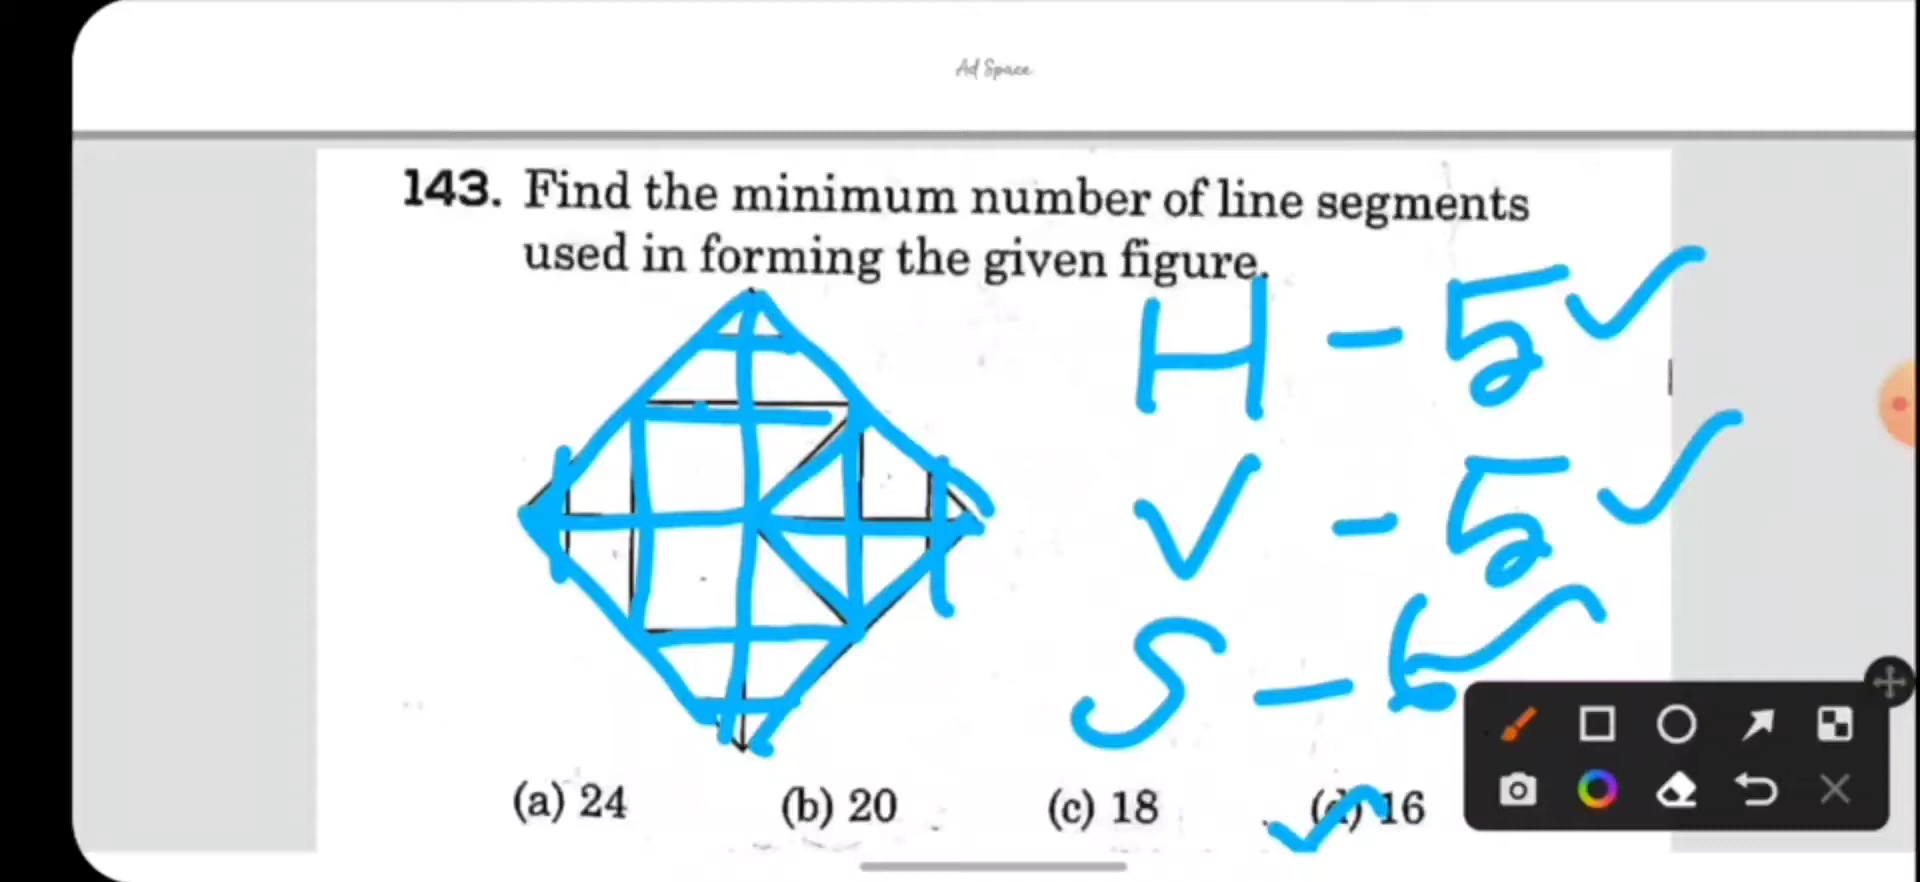 Ad Space
143. Find the minimum number of line segments
used in forming the given figure.
H - 5 ✓
V - 5 ✓
S - 6
(a) 24 (b) 20 (c) 18 (d) 16